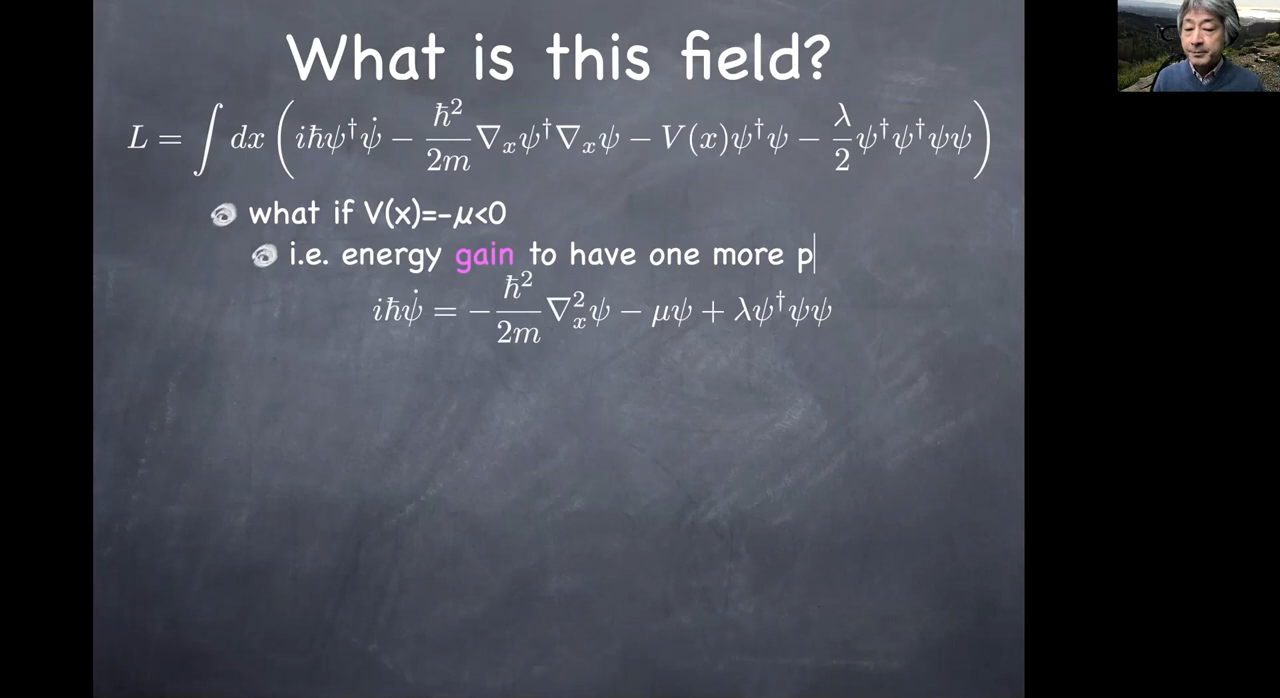 What is this field?
L = ∫ dx ( iħψ†ψ̇ − ħ²/2m ∇ₓψ†∇ₓψ − V(x)ψ†ψ − λ/2 ψ†ψ†ψψ )
what if V(x)=-μ<0
i.e. energy gain to have one more p
iħψ̇ = − ħ²/2m ∇ₓ²ψ − μψ + λψ†ψψ